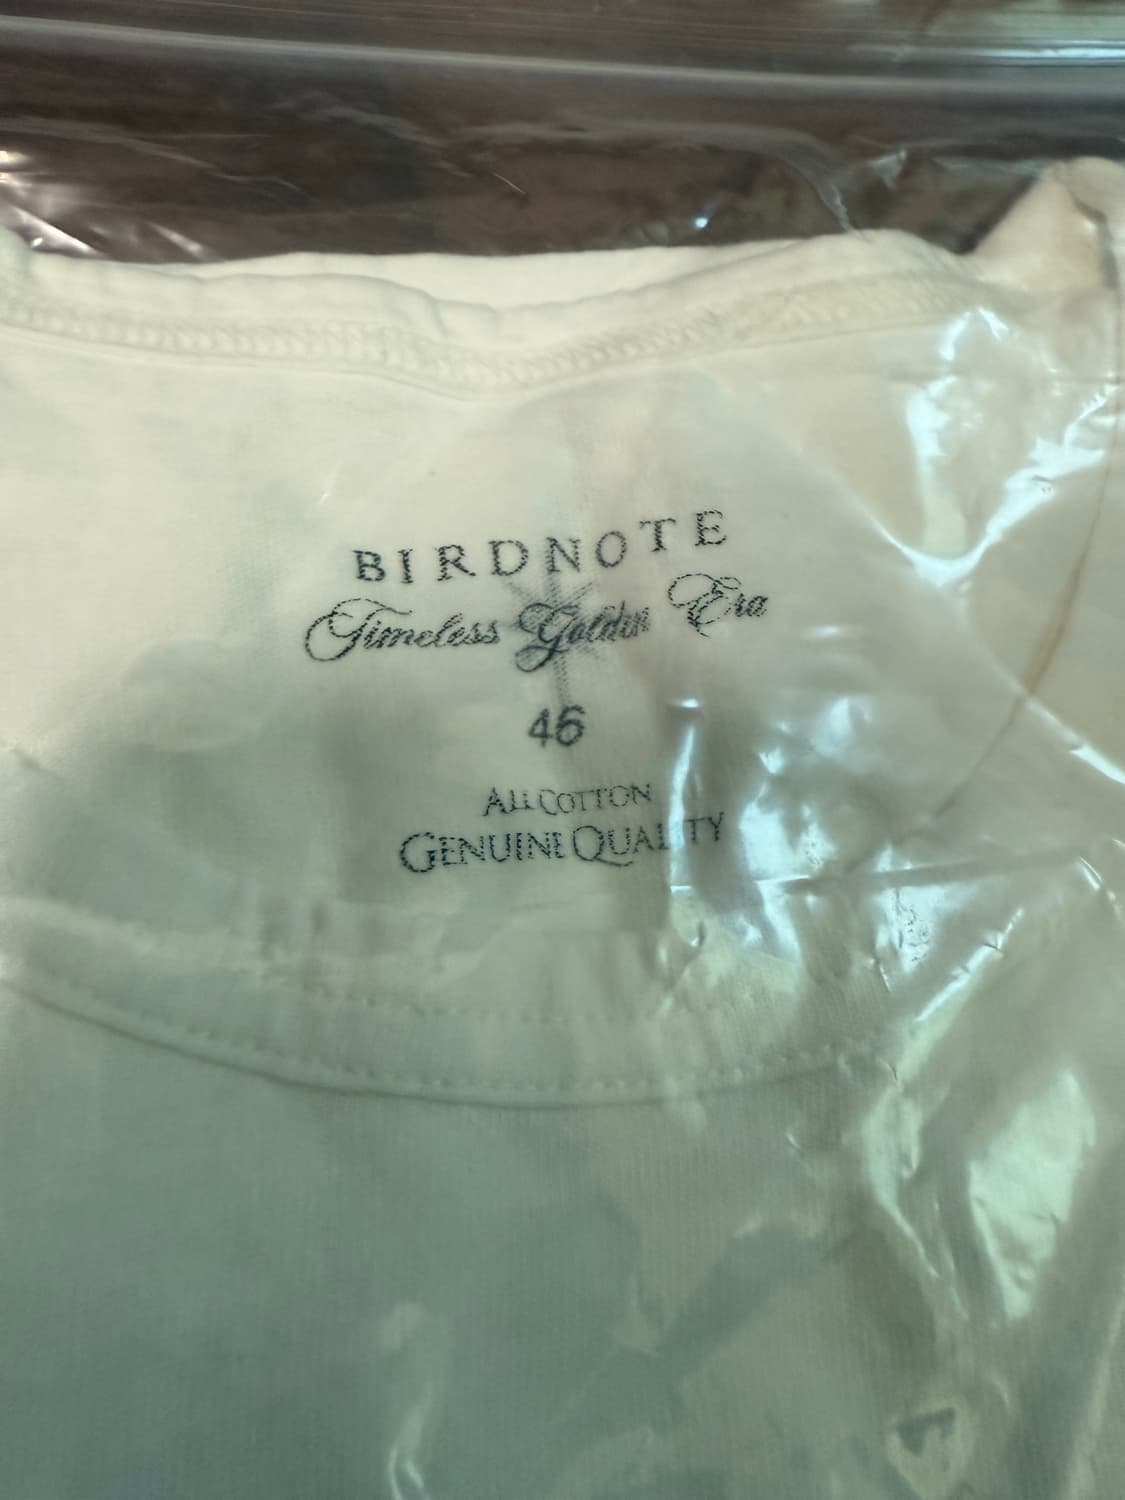 BIRDNOTE
Timeless Golden Era
46
ALL COTTON
GENUINE QUALITY